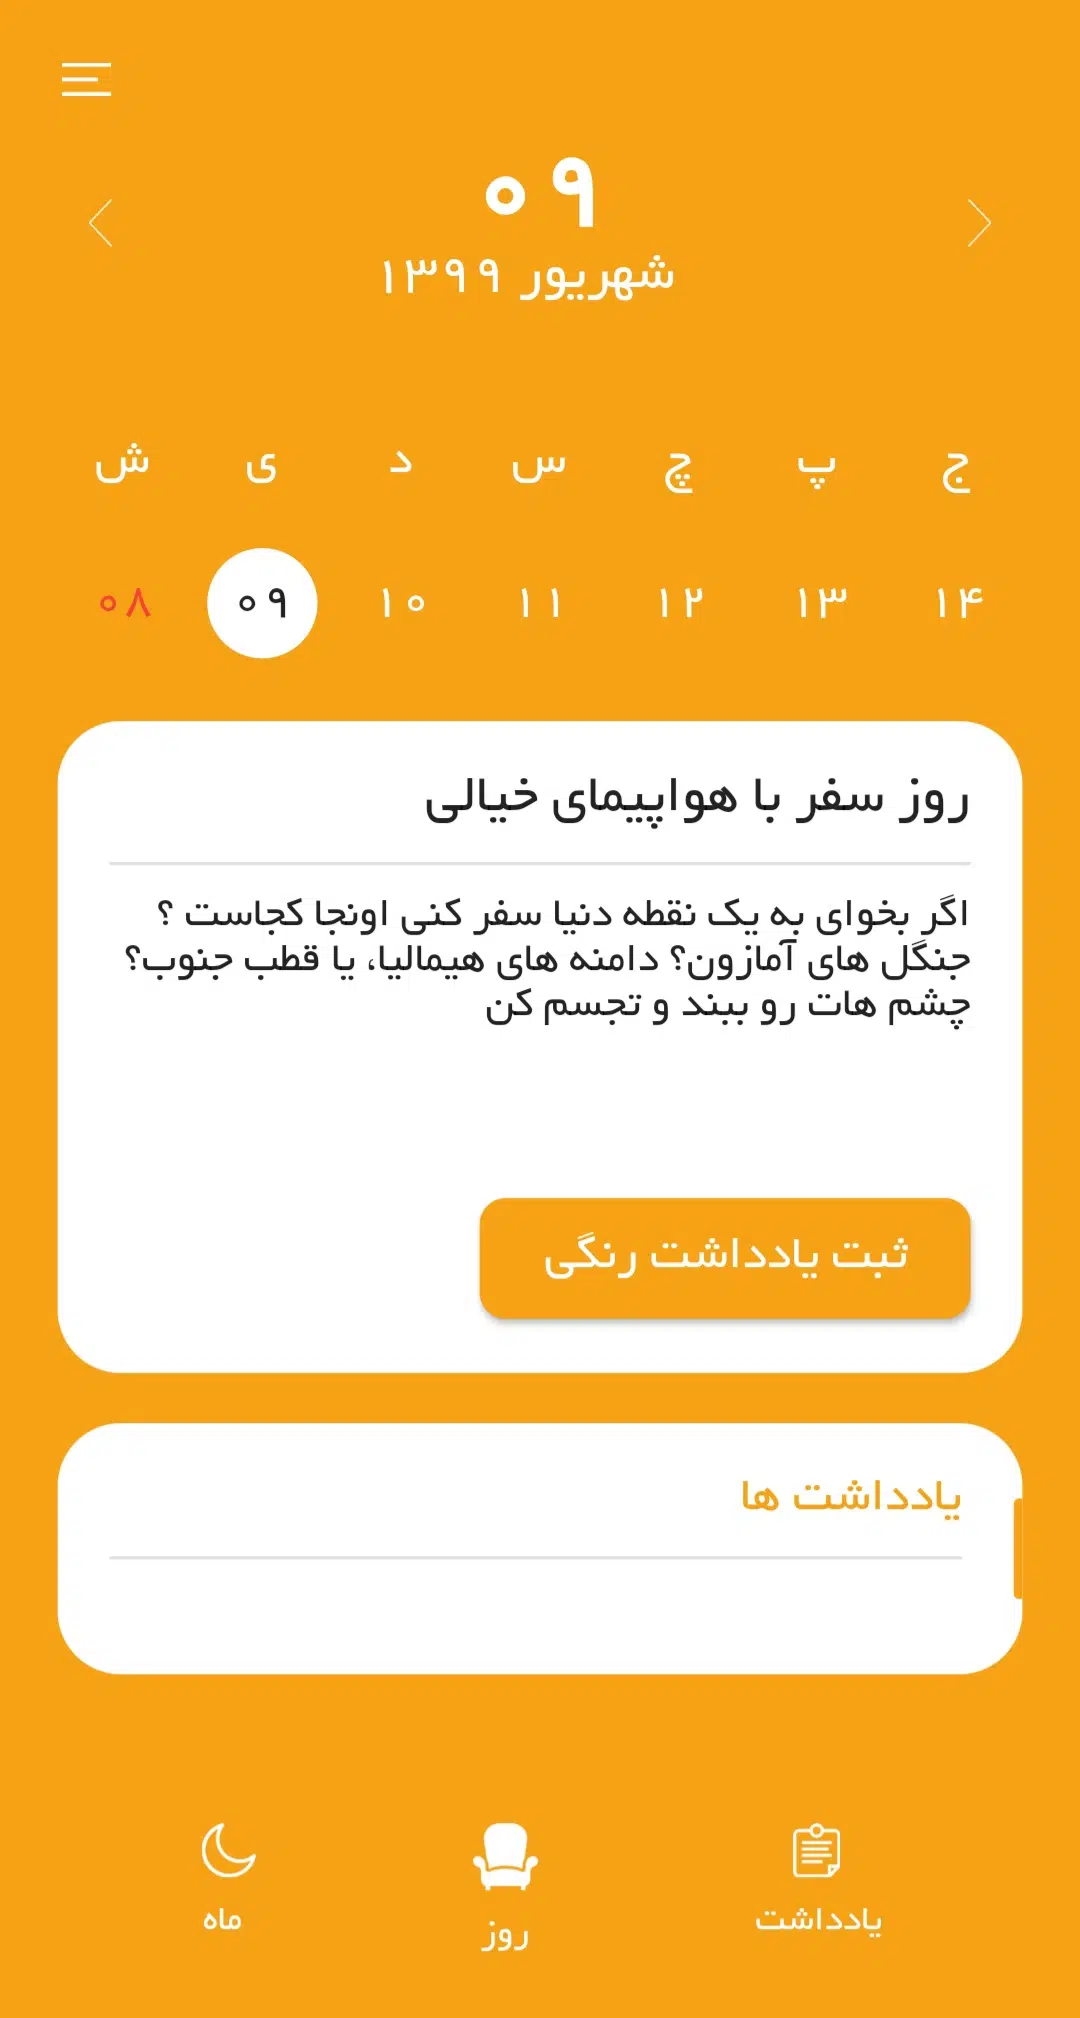 ۰۹
شهریور ۱۳۹۹
ش ی د س چ پ ج
۰۸ ۰۹ ۱۰ ۱۱ ۱۲ ۱۳ ۱۴
روز سفر با هواپیمای خیالی
اگر بخوای به یک نقطه دنیا سفر کنی اونجا کجاست ؟
جنگل های آمازون؟ دامنه های هیمالیا، یا قطب جنوب؟
چشم هات رو ببند و تجسم کن
ثبت یادداشت رنگی
یادداشت ها
یادداشت روز ماه